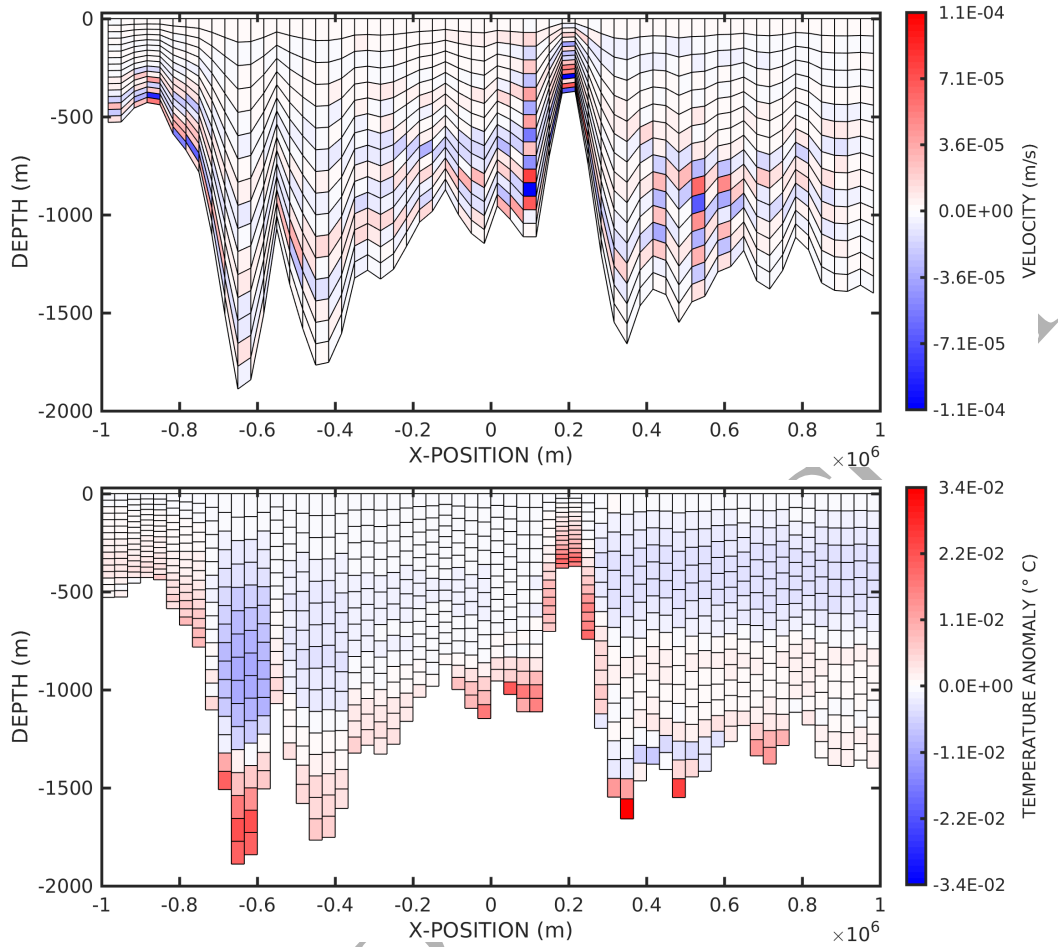 0
-500
-1000
-1500
-2000
DEPTH (m)
-1 -0.8 -0.6 -0.4 -0.2 0 0.2 0.4 0.6 0.8 1
X-POSITION (m)
×10^6
1.1E-04
7.1E-05
3.6E-05
0.0E+00
-3.6E-05
-7.1E-05
-1.1E-04
VELOCITY (m/s)
0
-500
-1000
-1500
-2000
DEPTH (m)
-1 -0.8 -0.6 -0.4 -0.2 0 0.2 0.4 0.6 0.8 1
X-POSITION (m)
×10^6
3.4E-02
2.2E-02
1.1E-02
0.0E+00
-1.1E-02
-2.2E-02
-3.4E-02
TEMPERATURE ANOMALY (° C)